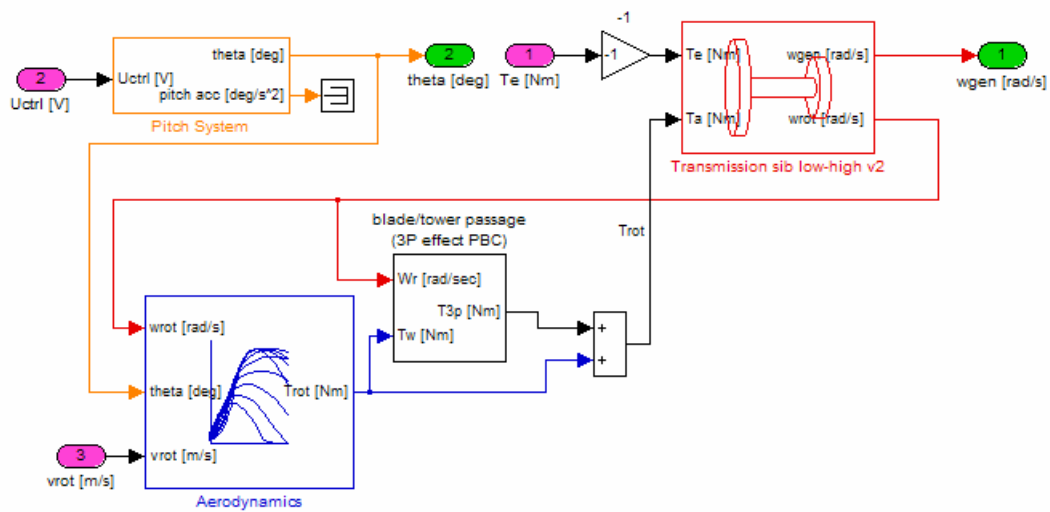 -1
theta [deg]
2
theta [deg]
1
Te [Nm]
-1
Te [Nm]
wgen [rad/s]
1
wgen [rad/s]
2
Uctrl [V]
Uctrl [V]
pitch acc [deg/s^2]
Pitch System
Ta [Nm]
wrot [rad/s]
Transmission sib low-high v2
blade/tower passage
(3P effect PBC)
Trot
Wr [rad/sec]
T3p [Nm]
Tw [Nm]
+
+
wrot [rad/s]
theta [deg]
Trot [Nm]
vrot [m/s]
3
vrot [m/s]
Aerodynamics